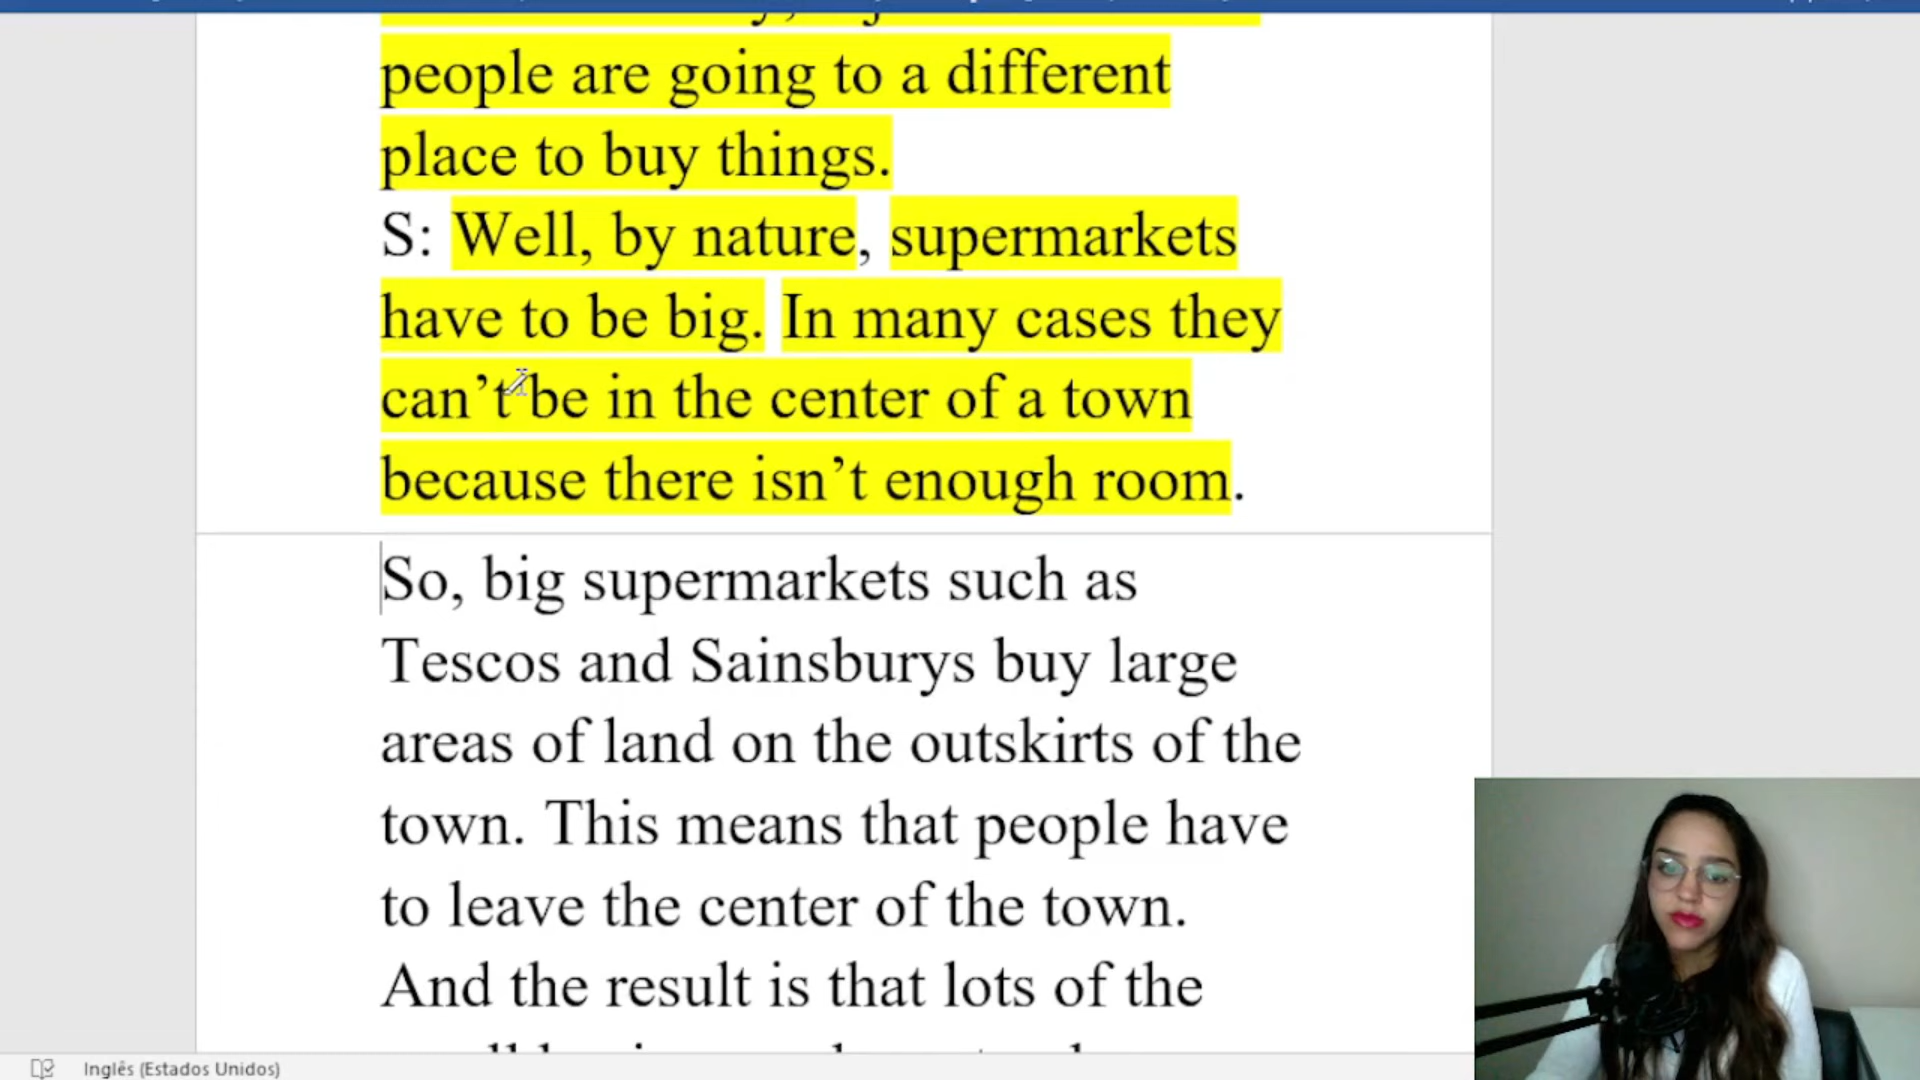 people are going to a different
place to buy things.
S: Well, by nature, supermarkets
have to be big. In many cases they
can’t be in the center of a town
because there isn’t enough room.
So, big supermarkets such as
Tescos and Sainsburys buy large
areas of land on the outskirts of the
town. This means that people have
to leave the center of the town.
And the result is that lots of the
Inglês (Estados Unidos)